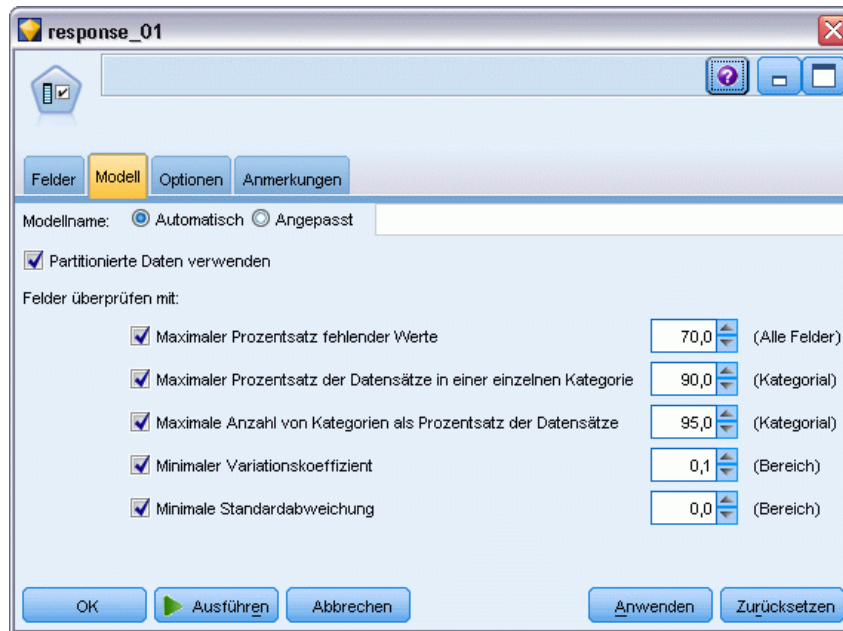 response_01
Felder Modell Optionen Anmerkungen
Modellname: Automatisch Angepasst
Partitionierte Daten verwenden
Felder überprüfen mit:
Maximaler Prozentsatz fehlender Werte 70,0 (Alle Felder)
Maximaler Prozentsatz der Datensätze in einer einzelnen Kategorie 90,0 (Kategorial)
Maximale Anzahl von Kategorien als Prozentsatz der Datensätze 95,0 (Kategorial)
Minimaler Variationskoeffizient 0,1 (Bereich)
Minimale Standardabweichung 0,0 (Bereich)
OK Ausführen Abbrechen Anwenden Zurücksetzen